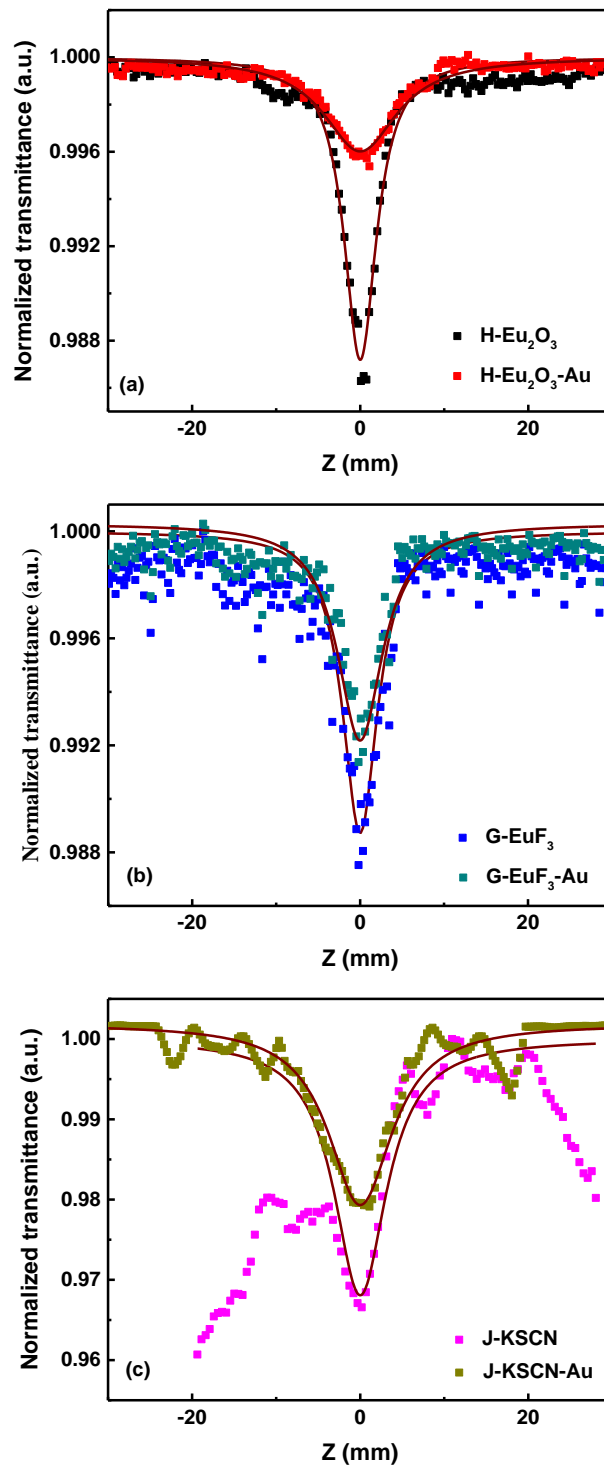 Normalized transmittance (a.u.)
1.000
0.996
0.992
0.988
H-Eu₂O₃
H-Eu₂O₃-Au
(a)
-20 0 20
Z (mm)
Normalized transmittance (a.u.)
1.000
0.996
0.992
0.988
G-EuF₃
G-EuF₃-Au
(b)
-20 0 20
Z (mm)
Normalized transmittance (a.u.)
1.00
0.99
0.98
0.97
0.96
J-KSCN
J-KSCN-Au
(c)
-20 0 20
Z (mm)